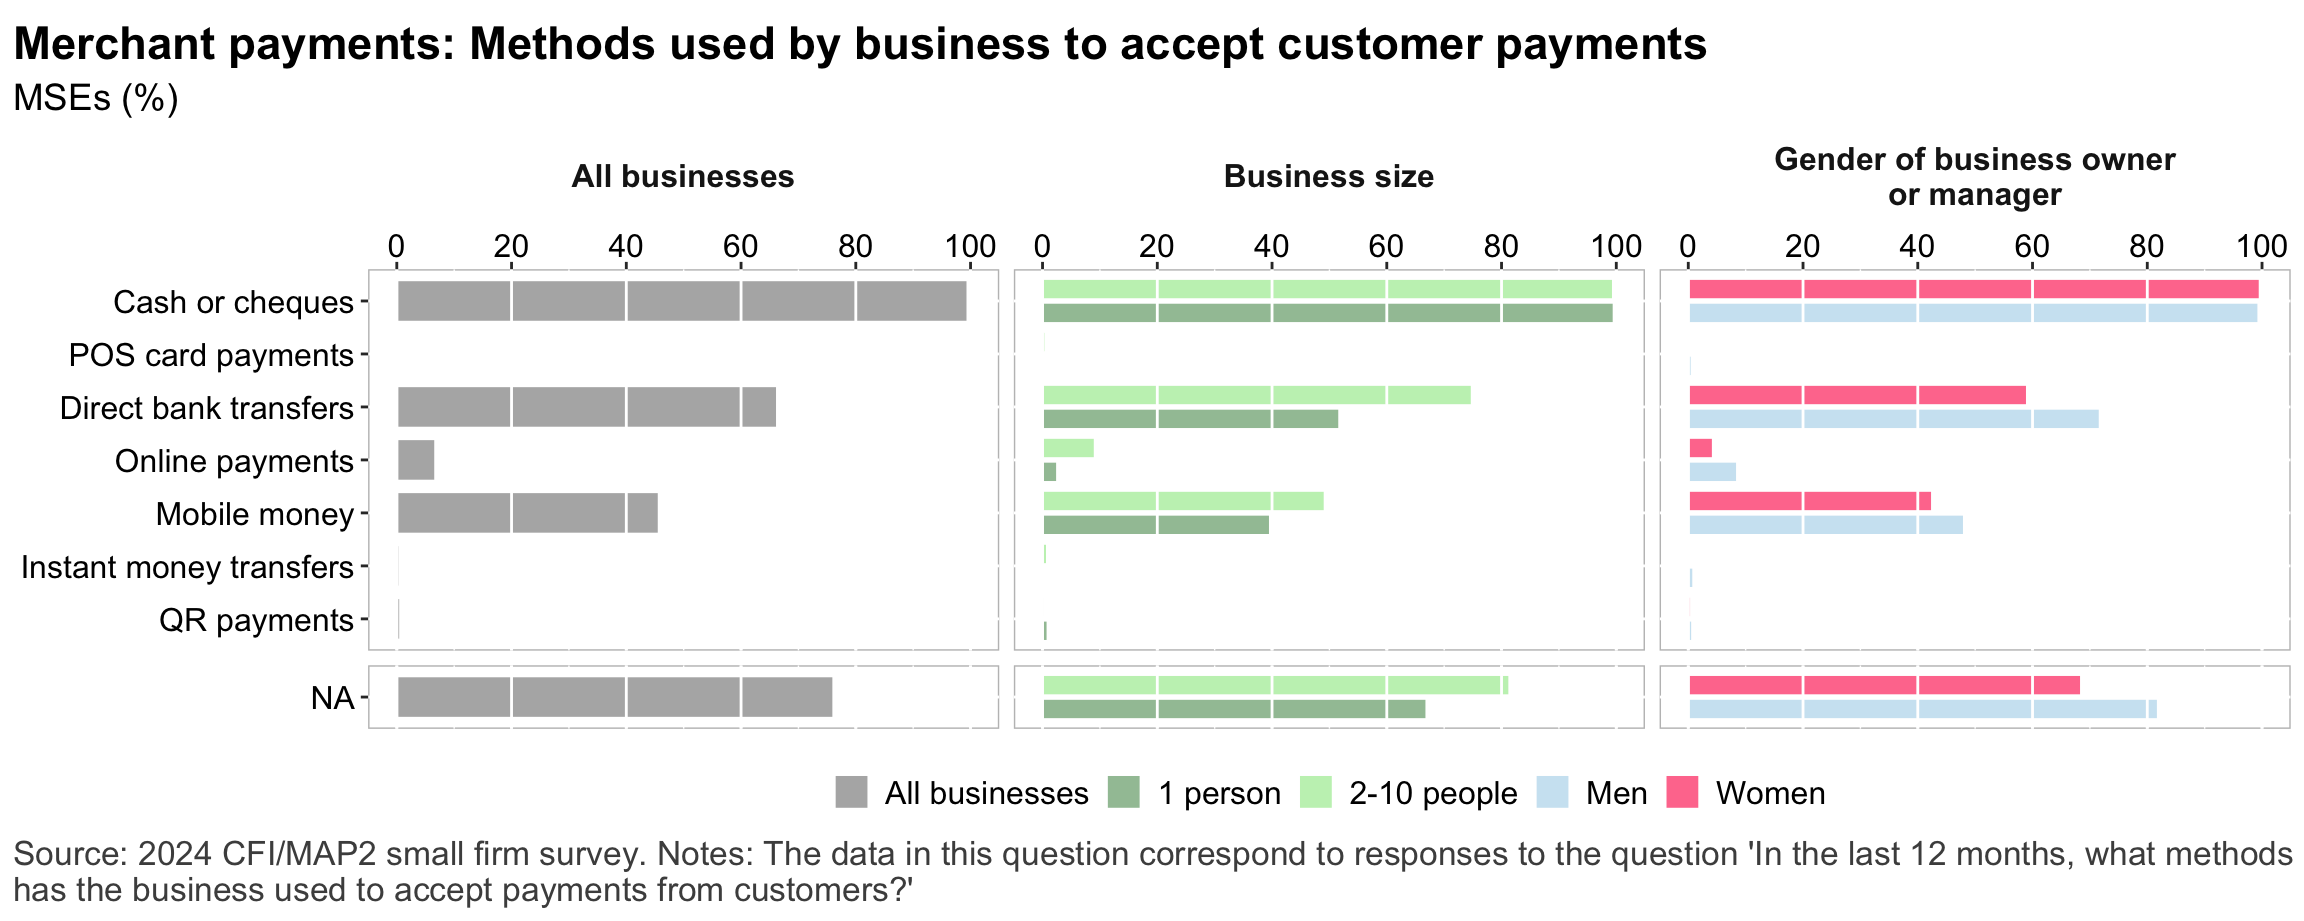 Merchant payments: Methods used by business to accept customer payments
MSEs (%)
All businesses
Business size
Gender of business owner
or manager
0 20 40 60 80 100
0 20 40 60 80 100
0 20 40 60 80 100
Cash or cheques
POS card payments
Direct bank transfers
Online payments
Mobile money
Instant money transfers
QR payments
NA
All businesses 1 person 2-10 people Men Women
Source: 2024 CFI/MAP2 small firm survey. Notes: The data in this question correspond to responses to the question 'In the last 12 months, what methods
has the business used to accept payments from customers?'